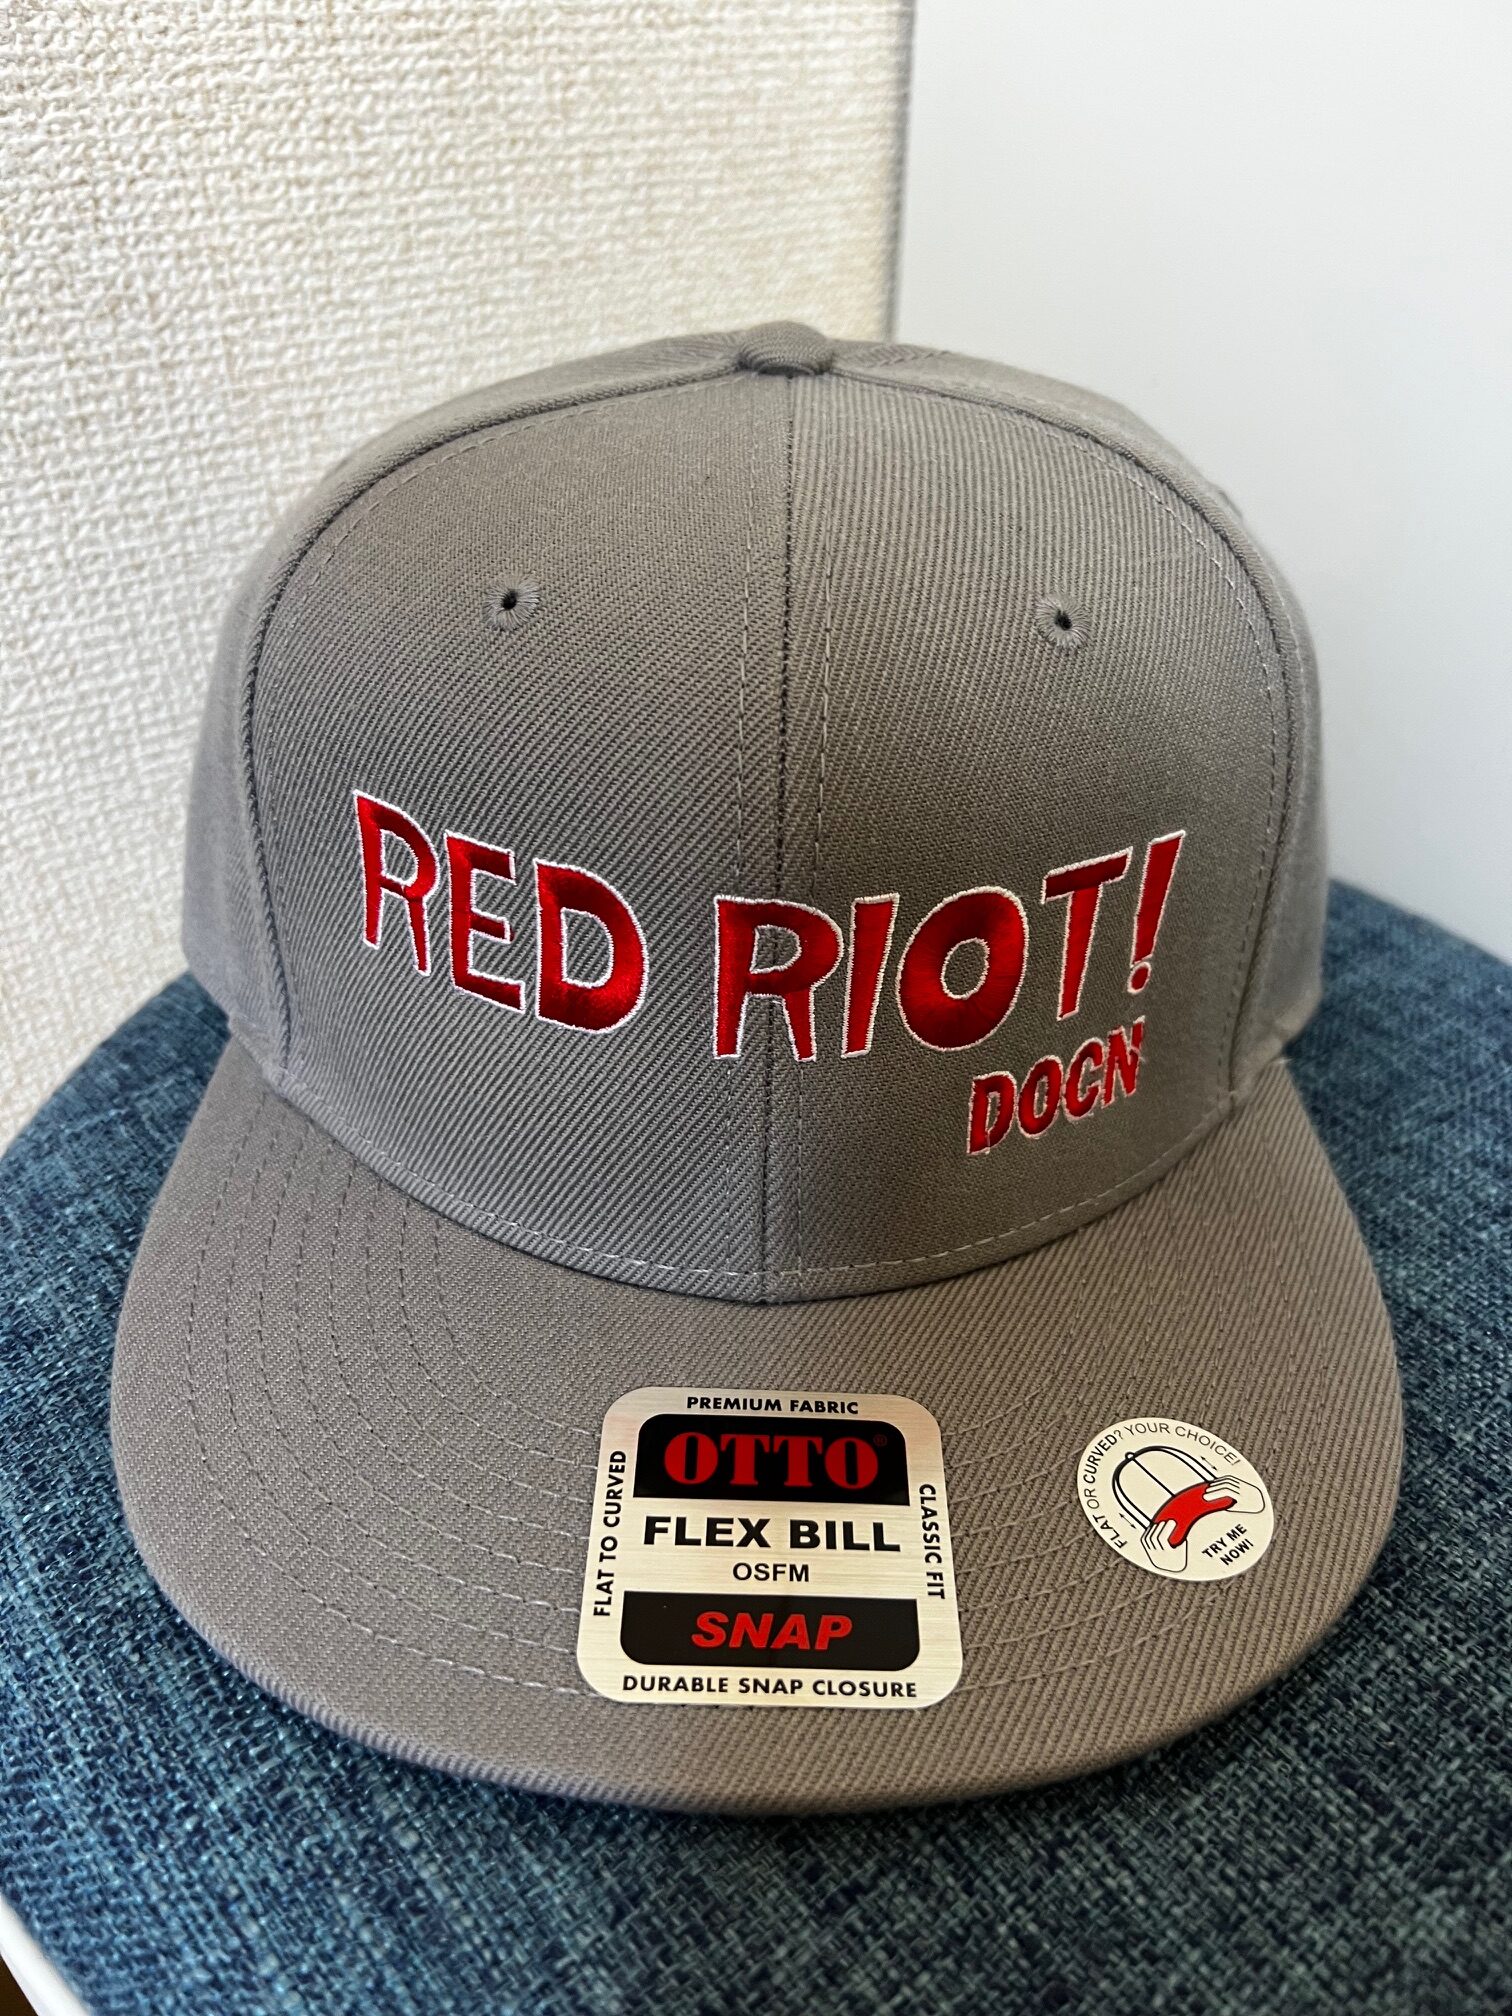 RED RIOT!
DOCN
PREMIUM FABRIC
OTTO®
FLAT TO CURVED
FLEX BILL
CLASSIC FIT
OSFM
SNAP
DURABLE SNAP CLOSURE
FLAT OR CURVED? YOUR CHOICE!
TRY ME
NOW!